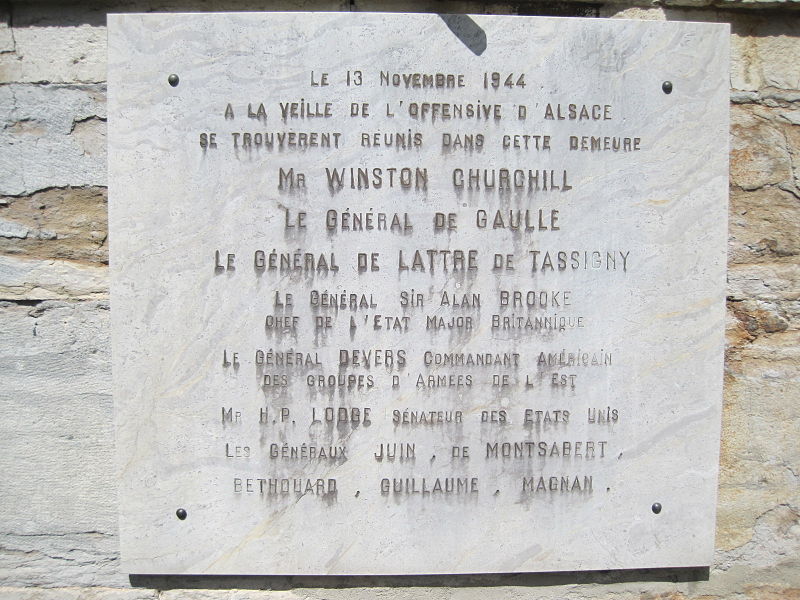 LE 13 NOVEMBRE 1944
A LA VEILLE DE L'OFFENSIVE D'ALSACE
SE TROUVERENT RÉUNIS DANS CETTE DEMEURE
MR WINSTON CHURCHILL
LE GÉNÉRAL DE GAULLE
LE GÉNÉRAL DE LATTRE DE TASSIGNY
LE GÉNÉRAL SIR ALAN BROOKE
CHEF DE L'ETAT MAJOR BRITANNIQUE
LE GÉNÉRAL DEVERS COMMANDANT AMÉRICAIN
DES GROUPES D'ARMÉES DE L'EST
MR H.P. LODGE SÉNATEUR DES ETATS UNIS
LES GÉNÉRAUX JUIN, DE MONTSABERT,
BETHOUARD, GUILLAUME, MAGNAN.